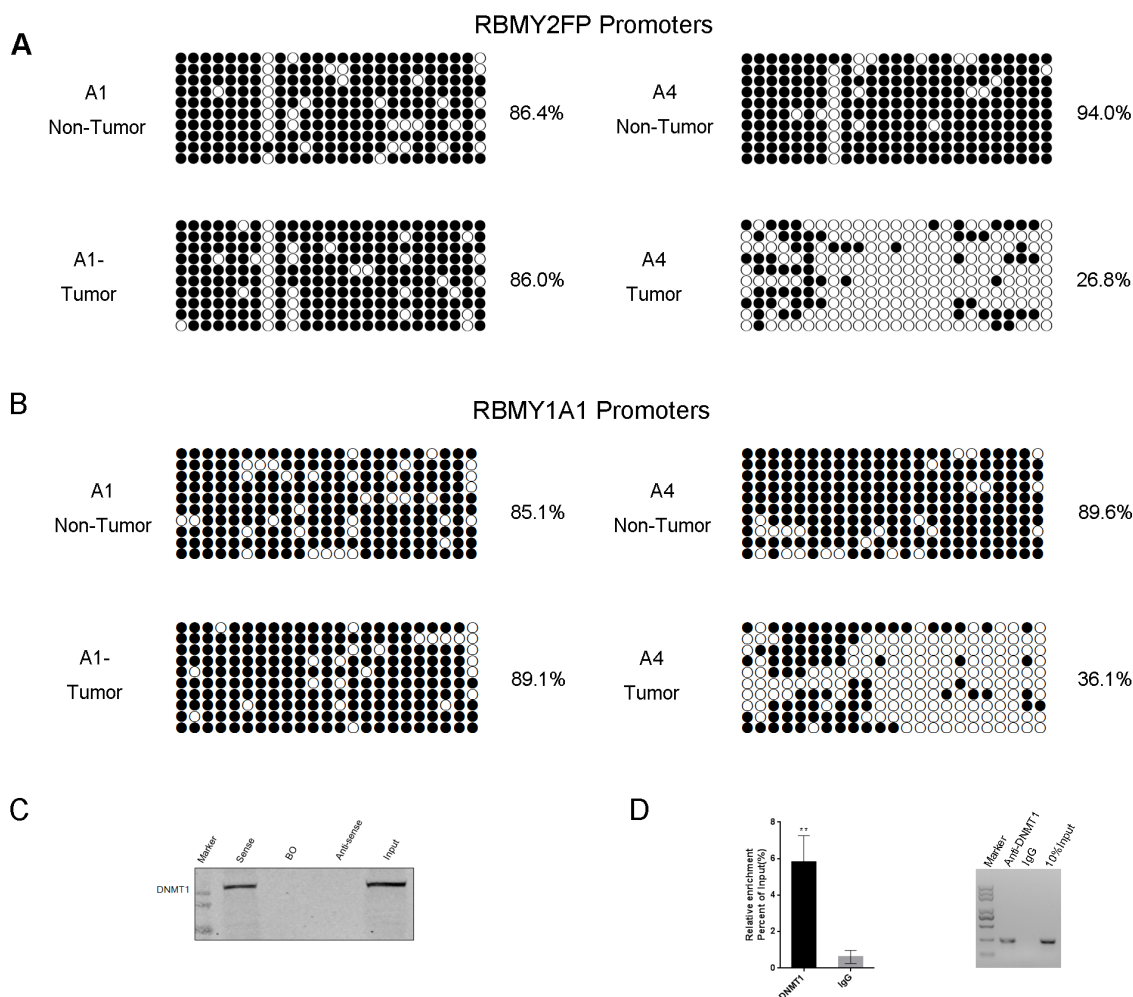 RBMY2FP Promoters
A
A1
Non-Tumor
86.4%
A4
Non-Tumor
94.0%
A1-
Tumor
86.0%
A4
Tumor
26.8%
B
RBMY1A1 Promoters
A1
Non-Tumor
85.1%
A4
Non-Tumor
89.6%
A1-
Tumor
89.1%
A4
Tumor
36.1%
C
Marker
Sense
BO
Anti-sense
Input
DNMT1
D
Relative enrichment
Percent of Input(%)
8
6
4
2
0
**
DNMT1
IgG
Marker
Anti-DNMT1
IgG
10%Input